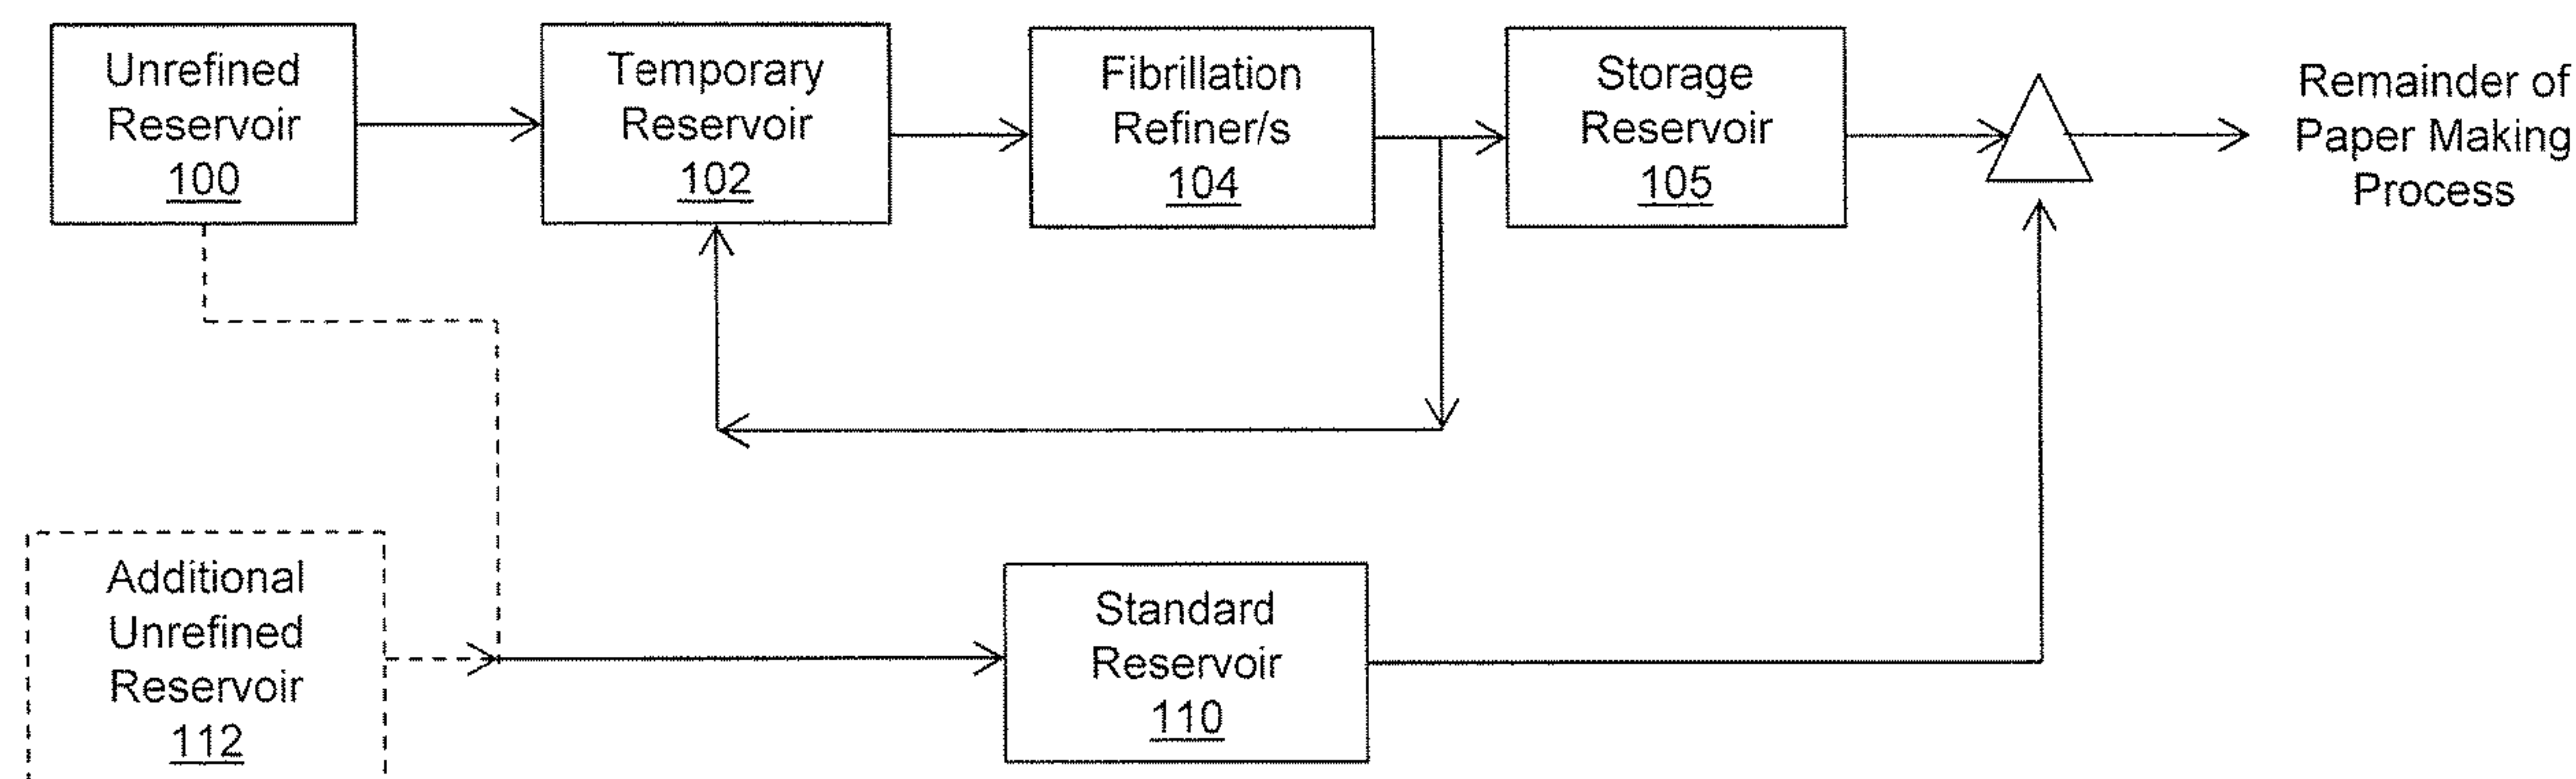 Unrefined
Reservoir
100
Temporary
Reservoir
102
Fibrillation
Refiner/s
104
Storage
Reservoir
105
Remainder of
Paper Making
Process
Additional
Unrefined
Reservoir
112
Standard
Reservoir
110